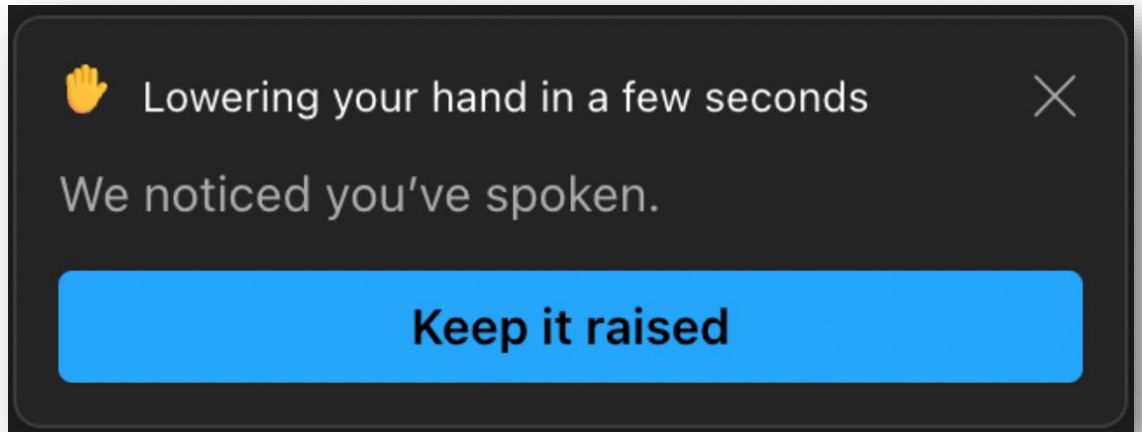 Lowering your hand in a few seconds
We noticed you’ve spoken.
Keep it raised